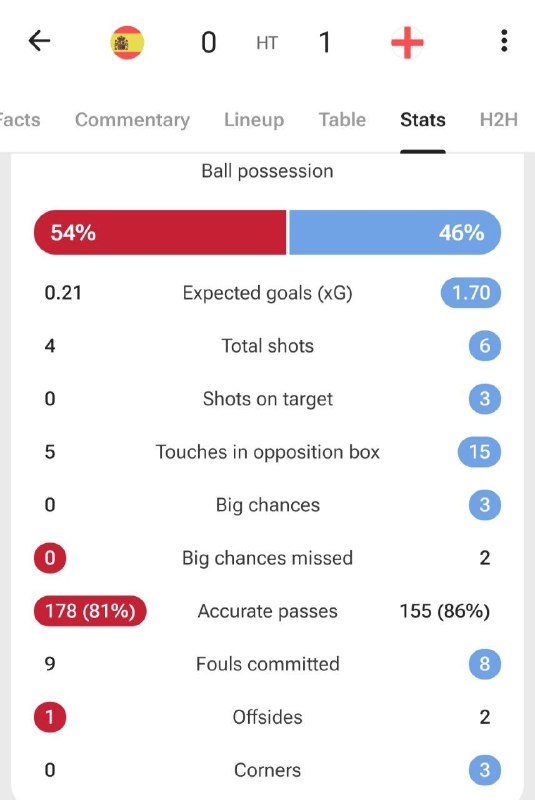 0 HT 1
Facts Commentary Lineup Table Stats H2H
Ball possession
54% 46%
0.21 Expected goals (xG) 1.70
4 Total shots 6
0 Shots on target 3
5 Touches in opposition box 15
0 Big chances 3
0 Big chances missed 2
178 (81%) Accurate passes 155 (86%)
9 Fouls committed 8
1 Offsides 2
0 Corners 3